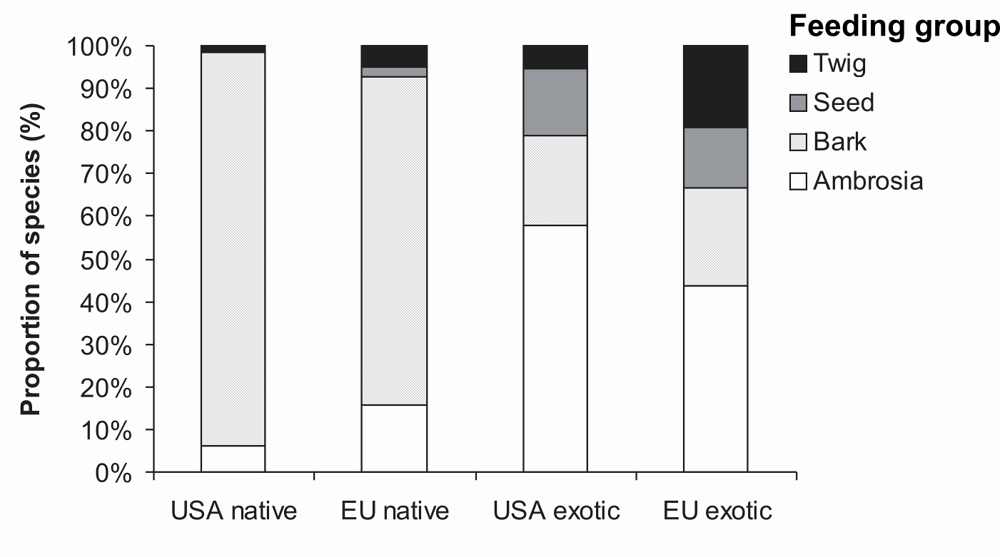 Feeding group
Twig
Seed
Bark
Ambrosia
Proportion of species (%)
100%
90%
80%
70%
60%
50%
40%
30%
20%
10%
0%
USA native
EU native
USA exotic
EU exotic